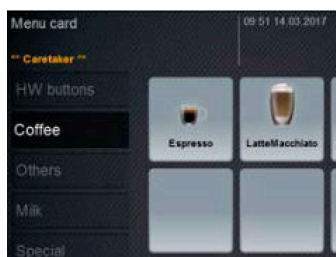 Menu card
09 51 14.03.2017
** Caretaker **
HW buttons
Coffee
Espresso
LatteMacchiato
Others
Milk
Special